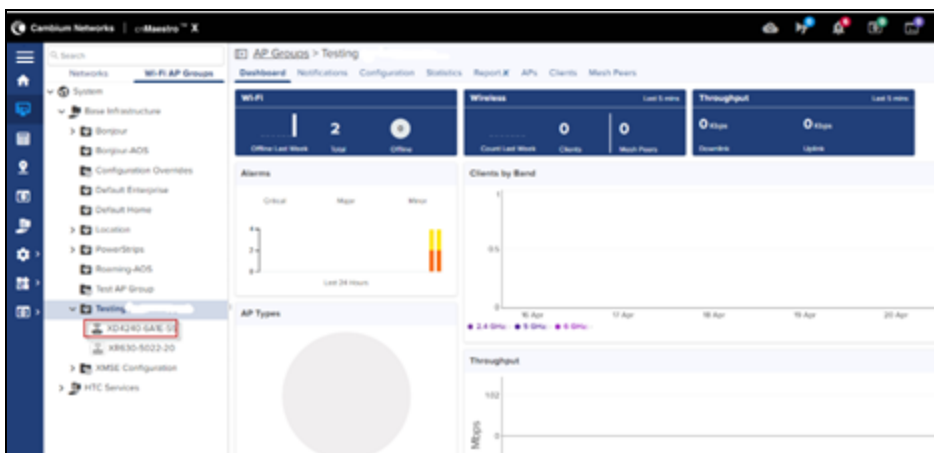 Cambium Networks | cnMaestro™ X
Search
Networks Wi-Fi AP Groups
System
Base Infrastructure
Bonjour
Bonjour-AOS
Configuration Overrides
Default Enterprise
Default Home
Location
PowerStrips
Roaming-AOS
Test AP Group
Testing
XD4240-6A1E-55
XR630-5022-20
XMSE Configuration
HTC Services
AP Groups > Testing
Dashboard Notifications Configuration Statistics Report X APs Clients Mesh Peers
Wi-Fi
2 0
Offline Last Week Total Offline
Wireless Last 5 mins
0 0
Count Last Week Clients Mesh Peers
Throughput Last 5 mins
0 Kbps 0 Kbps
Downlink Uplink
Alarms
Critical Major Minor
4
2
0
Last 24 Hours
Clients by Band
1
0.5
0
16 Apr 17 Apr 18 Apr 19 Apr 20 Apr
2.4 GHz 5 GHz 6 GHz
AP Types
Throughput
102
0
Mbps